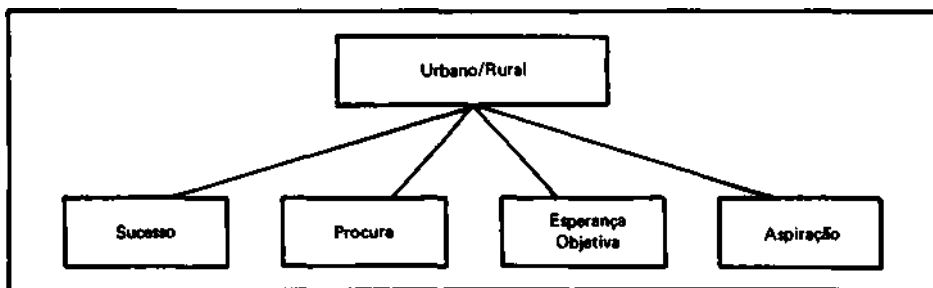 Urbano/Rural
Sucesso
Procura
Esperança
Objetiva
Aspiração